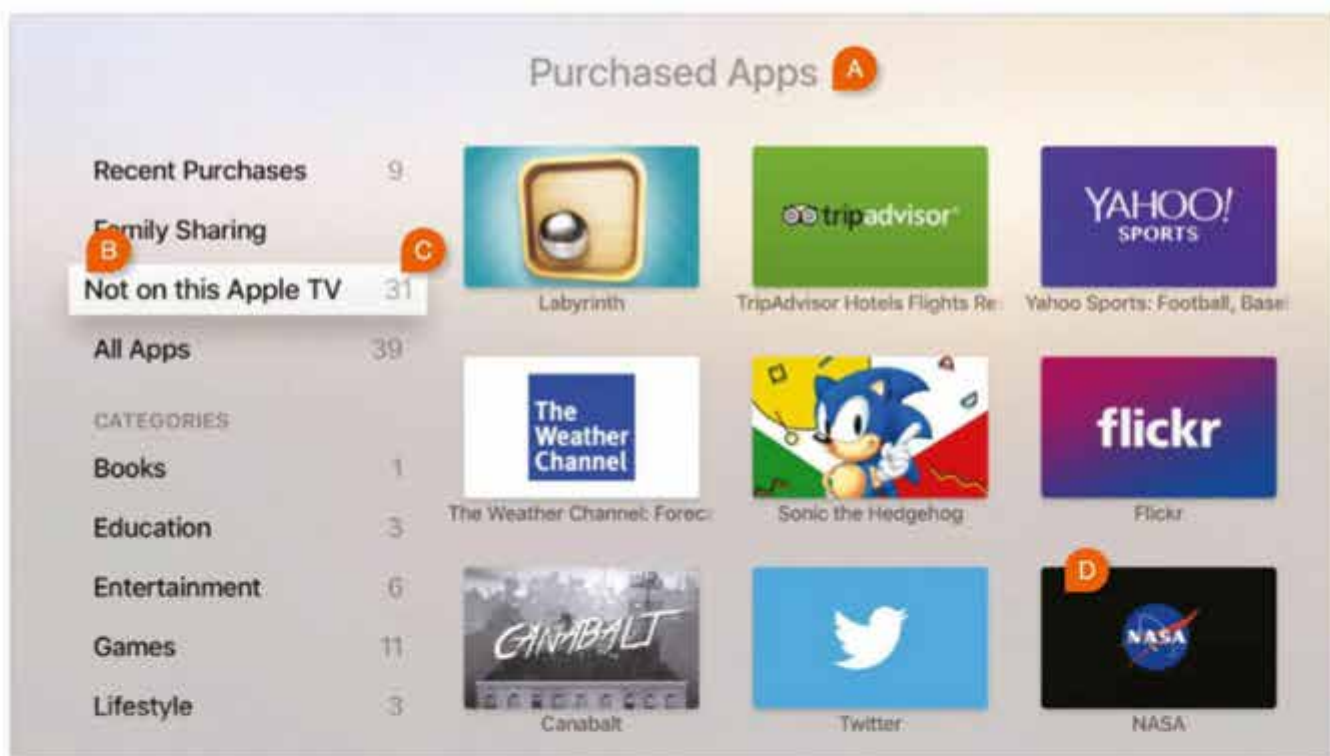 Purchased Apps A
Recent Purchases 9
Family Sharing
B C
Not on this Apple TV 31
All Apps 39
CATEGORIES
Books 1
Education 3
Entertainment 6
Games 11
Lifestyle 3
Labyrinth
tripadvisor
TripAdvisor Hotels Flights Re
YAHOO!
SPORTS
Yahoo Sports: Football, Base
The
Weather
Channel
The Weather Channel: Foreca
Sonic the Hedgehog
flickr
Flickr
CANABALT
Canabalt
Twitter
D
NASA
NASA